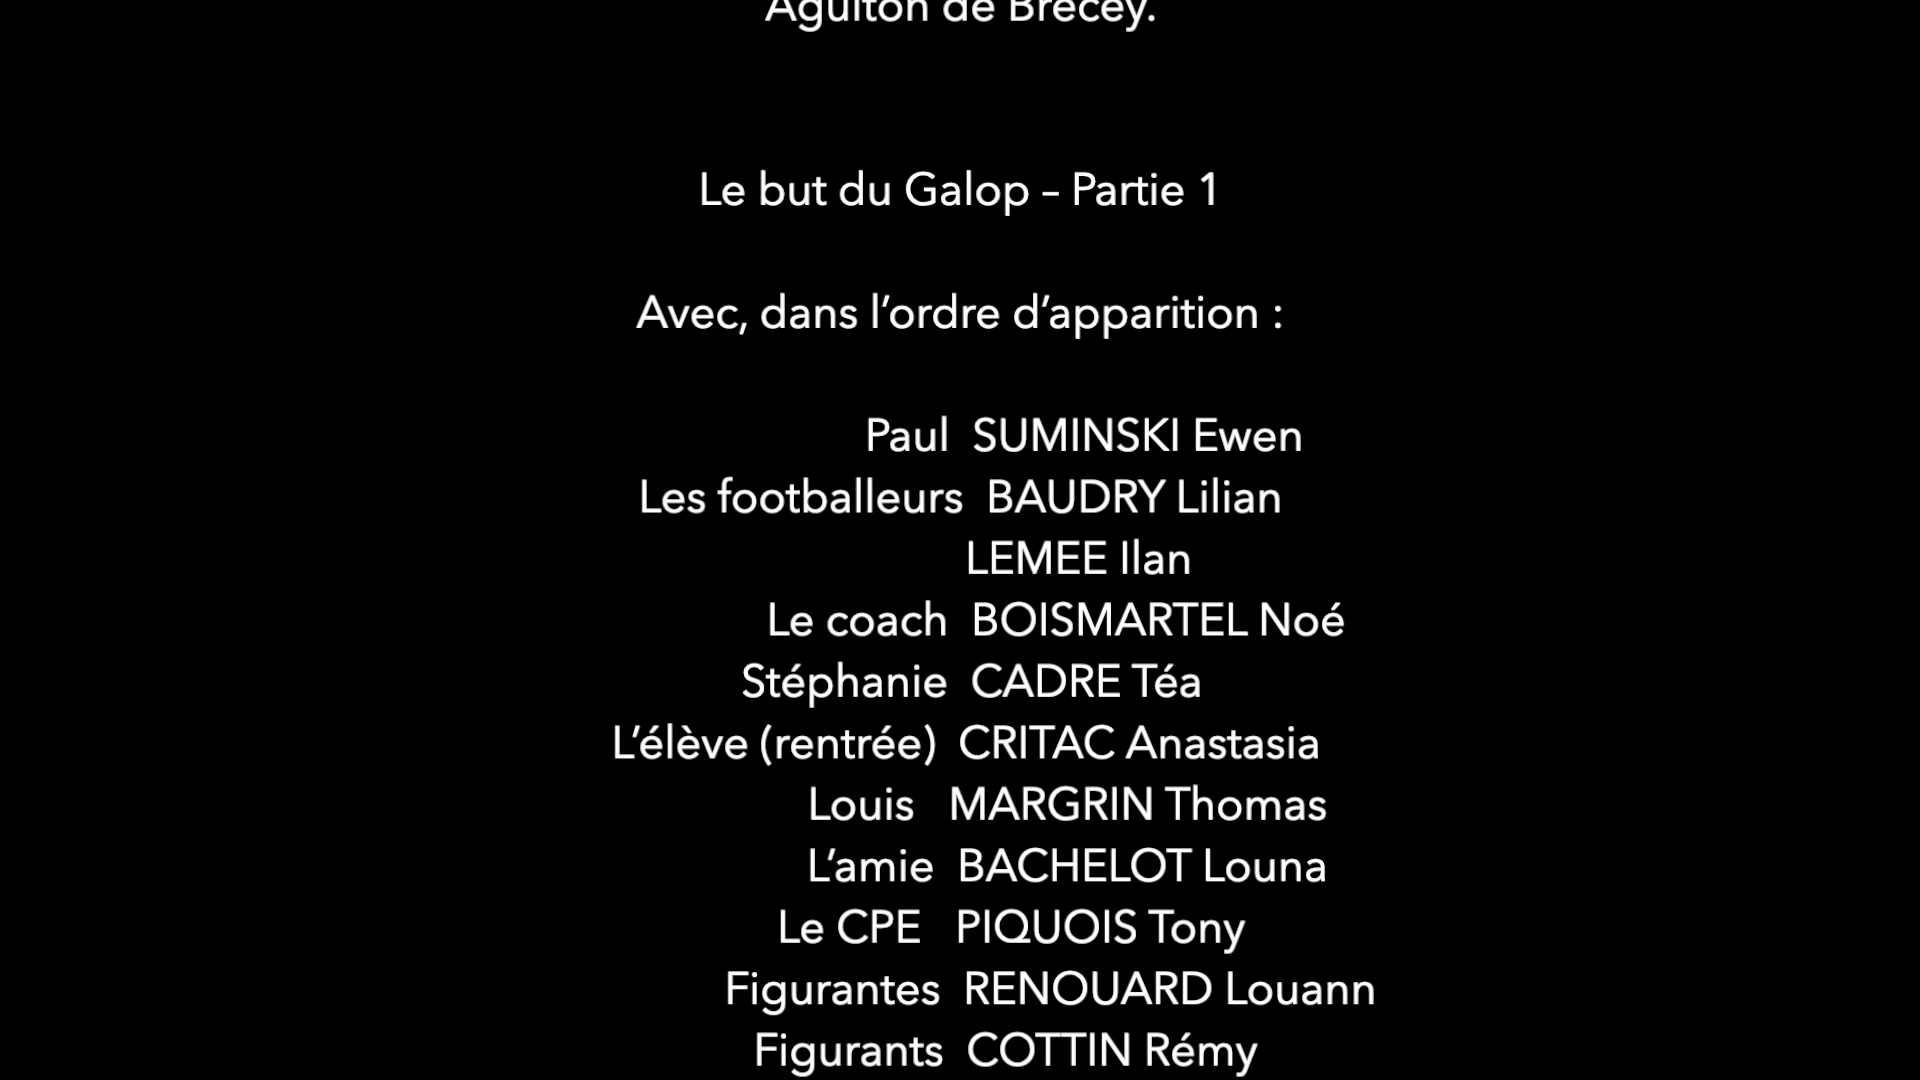 Aguiton de Brécey.
Le but du Galop – Partie 1
Avec, dans l’ordre d’apparition :
Paul SUMINSKI Ewen
Les footballeurs BAUDRY Lilian
LEMEE Ilan
Le coach BOISMARTEL Noé
Stéphanie CADRE Téa
L’élève (rentrée) CRITAC Anastasia
Louis MARGRIN Thomas
L’amie BACHELOT Louna
Le CPE PIQUOIS Tony
Figurantes RENOUARD Louann
Figurants COTTIN Rémy